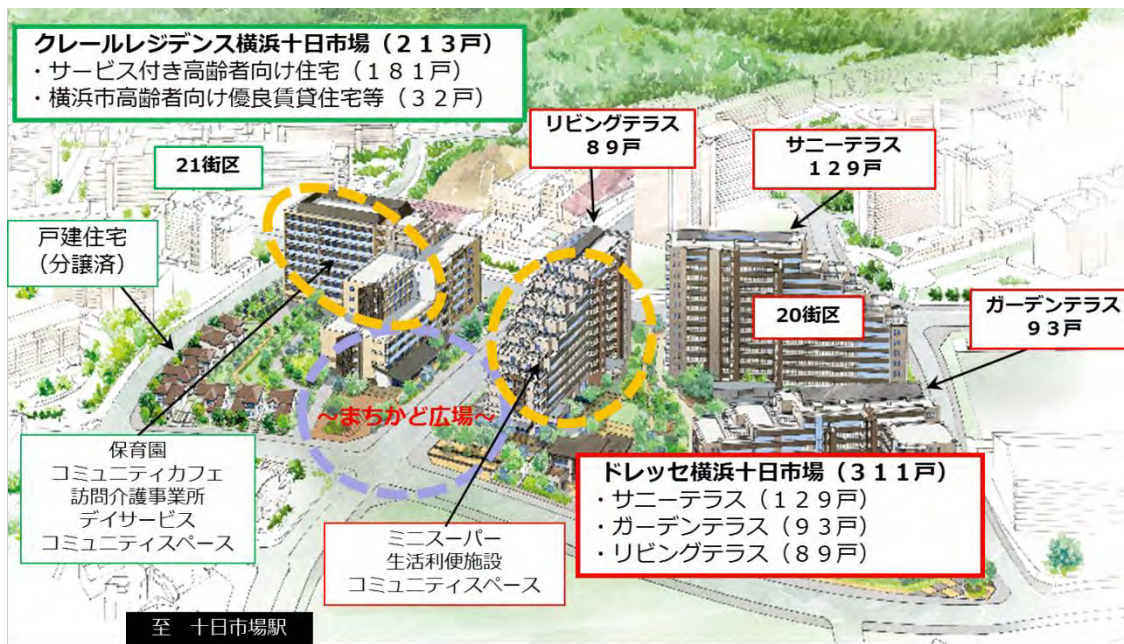 クレールレジデンス横浜十日市場（２１３戸）
・サービス付き高齢者向け住宅（１８１戸）
・横浜市高齢者向け優良賃貸住宅等（３２戸）
リビングテラス
８９戸
サニーテラス
１２９戸
21街区
戸建住宅
（分譲済）
20街区
ガーデンテラス
９３戸
～まちかど広場～
保育園
コミュニティカフェ
訪問介護事業所
デイサービス
コミュニティスペース
ミニスーパー
生活利便施設
コミュニティスペース
ドレッセ横浜十日市場（３１１戸）
・サニーテラス（１２９戸）
・ガーデンテラス（９３戸）
・リビングテラス（８９戸）
至　十日市場駅